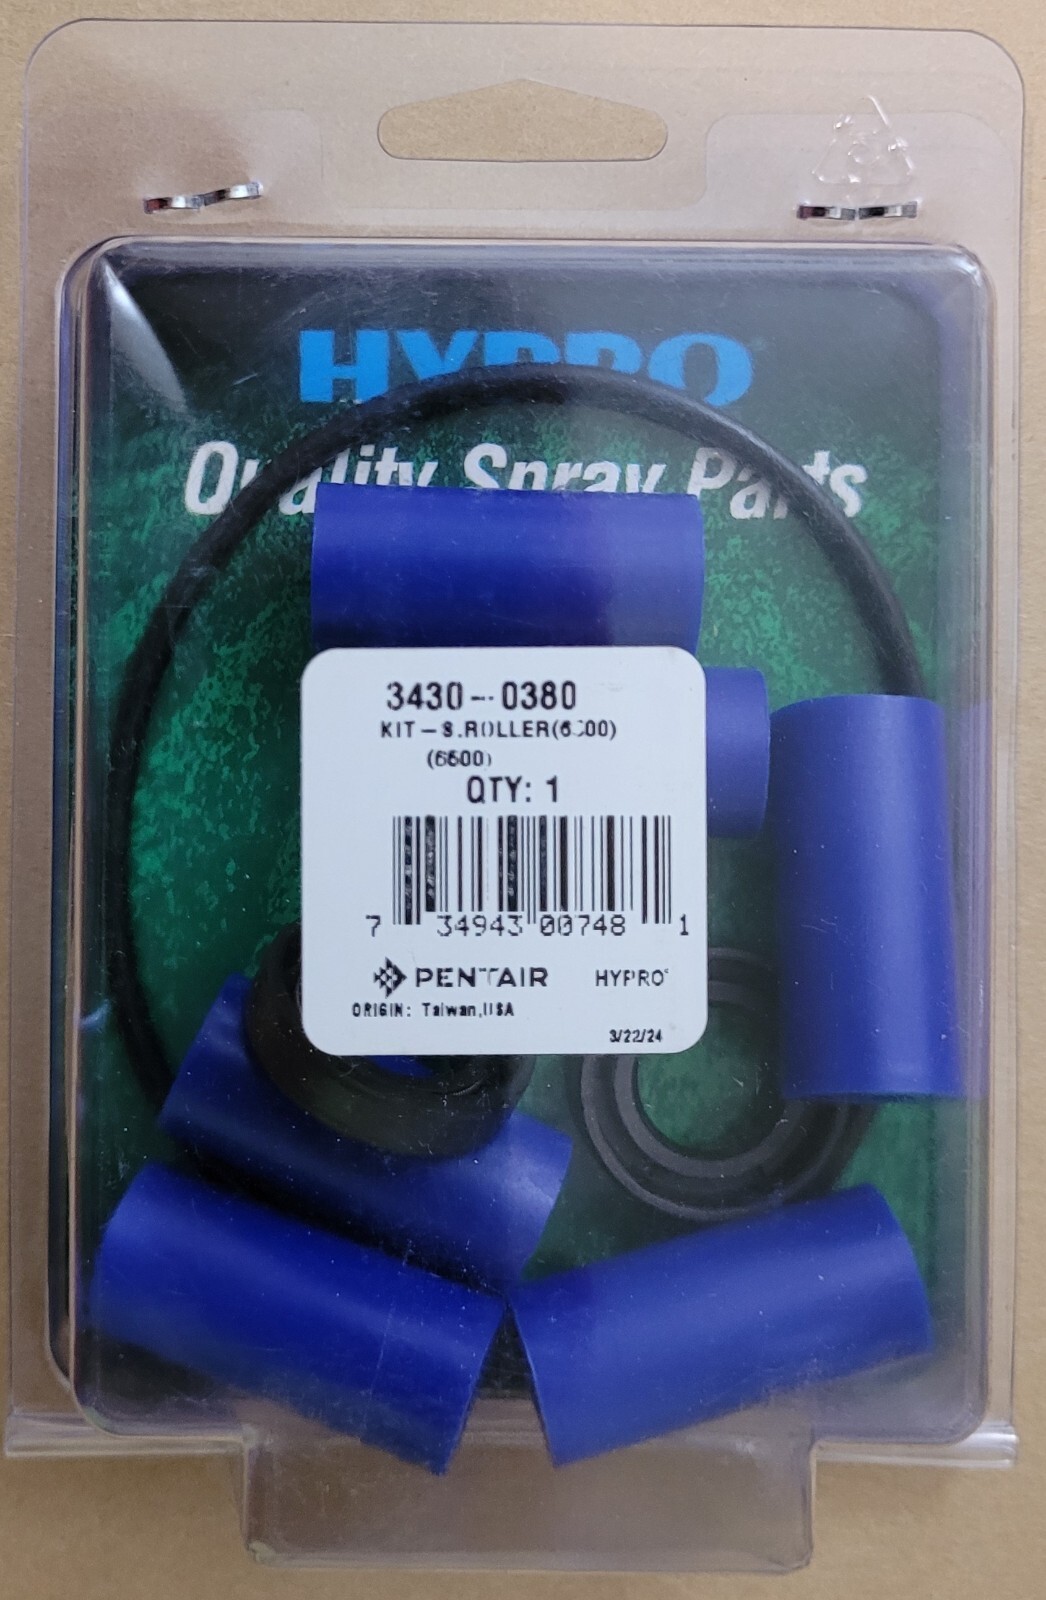 HYPRO
Quality Spray Parts
3430-0380
KIT-S.ROLLER(6500)
(6600)
QTY: 1
7 34943 00748 1
PENTAIR HYPRO®
ORIGIN: Taiwan,USA
3/22/24